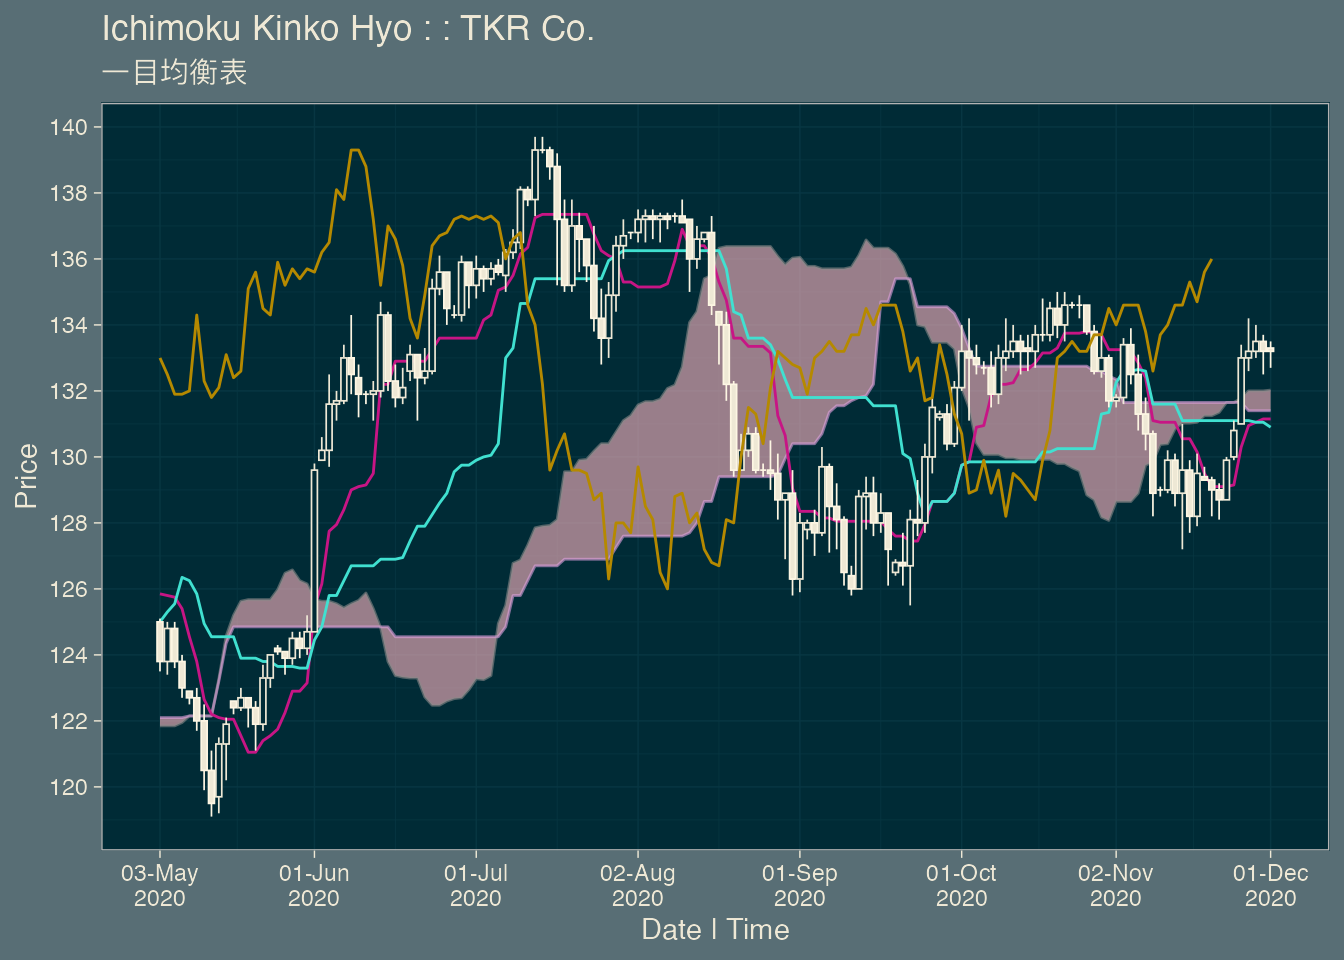 Ichimoku Kinko Hyo : : TKR Co.
一目均衡表
140
138
136
134
132
130
128
126
124
122
120
Price
03-May 01-Jun 01-Jul 02-Aug 01-Sep 01-Oct 02-Nov 01-Dec
2020 2020 2020 2020 2020 2020 2020 2020
Date | Time